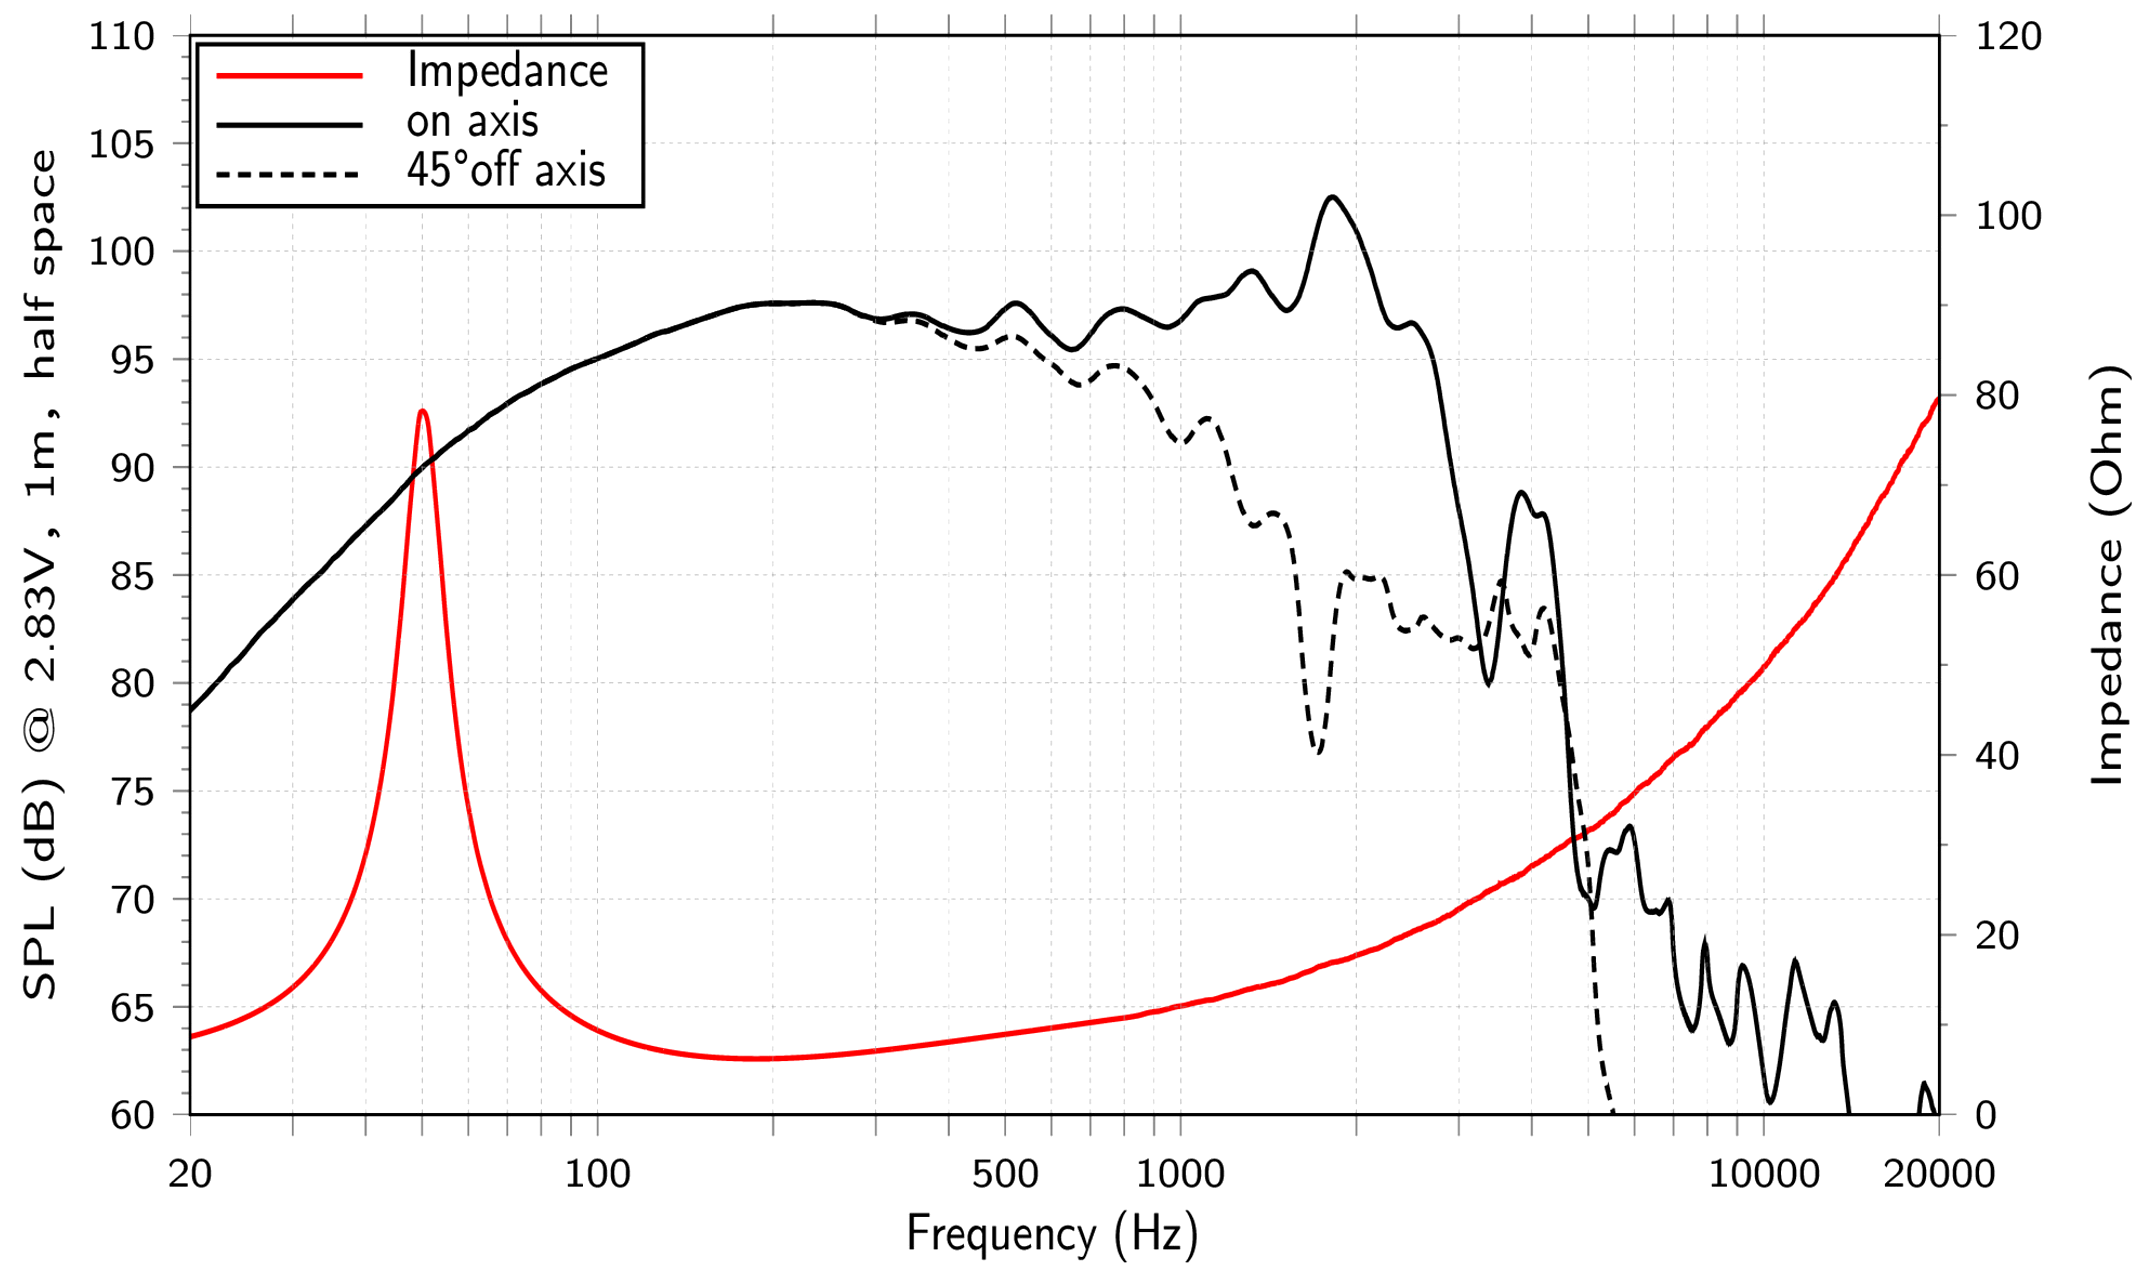 Impedance
on axis
45°off axis
110
105
100
95
90
85
80
75
70
65
60
SPL (dB) @ 2.83V, 1m, half space
120
100
80
60
40
20
0
Impedance (Ohm)
20 100 500 1000 10000 20000
Frequency (Hz)